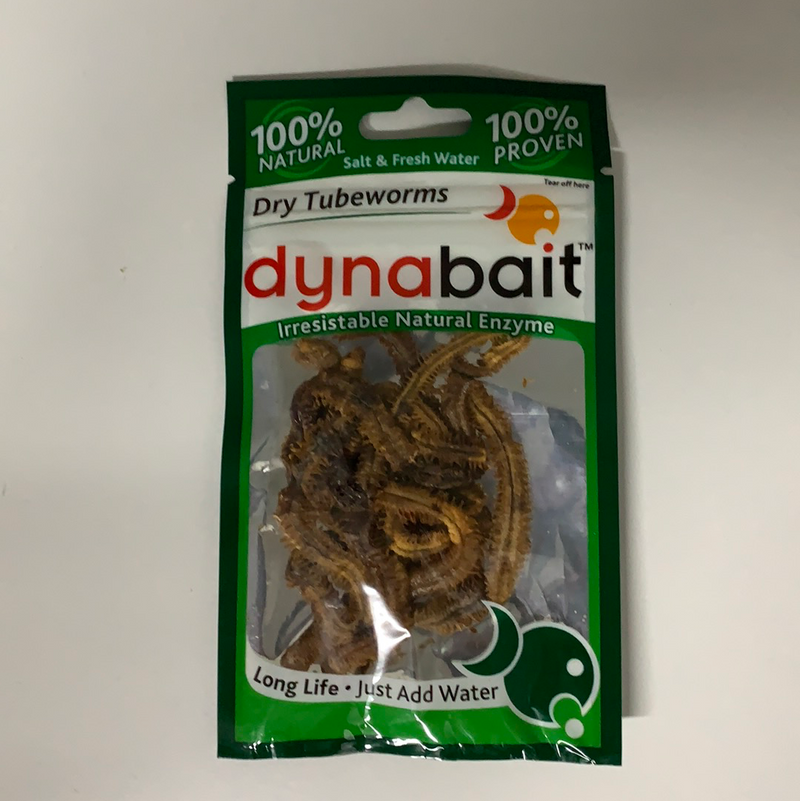 100% NATURAL
100% PROVEN
Salt & Fresh Water
Tear off here
Dry Tubeworms
dynabait™
Irresistable Natural Enzyme
Long Life • Just Add Water